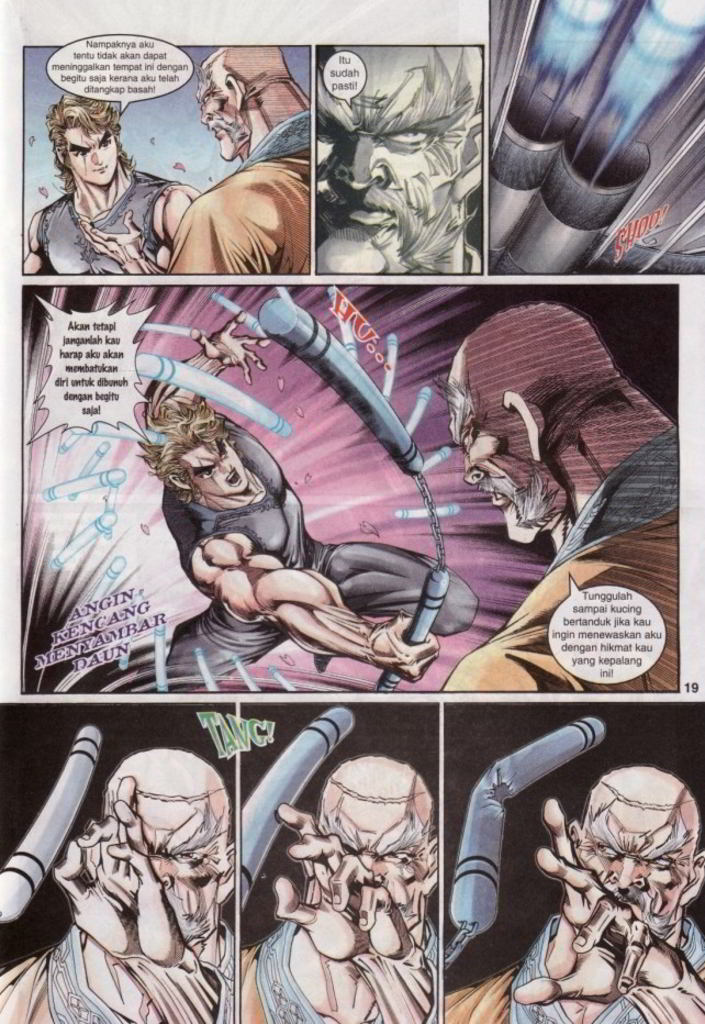 Nampaknya aku
tentu tidak akan dapat
meninggalkan tempat ini dengan
begitu saja kerana aku telah
ditangkap basah!
Itu
sudah
pasti!
SHOO!
Akan tetapi
janganlah kau
harap aku akan
membatukan
diri untuk dibunuh
dengan begitu
saja!
HU...
ANGIN
KENCANG
MENYAMBAR
DAUN
Tunggulah
sampai kucing
bertanduk jika kau
ingin menewaskan aku
dengan hikmat kau
yang kepalang
ini!
19
TANG!